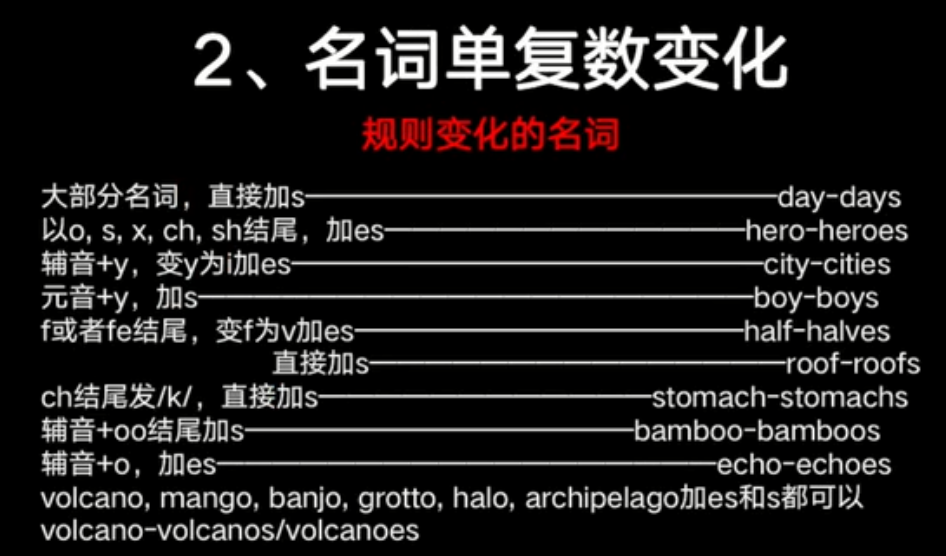 2、名词单复数变化
规则变化的名词
大部分名词，直接加s————————————————day-days
以o, s, x, ch, sh结尾，加es————————————hero-heroes
辅音+y，变y为i加es————————————————city-cities
元音+y，加s———————————————————boy-boys
f或者fe结尾，变f为v加es—————————————half-halves
直接加s——————————————roof-roofs
ch结尾发/k/，直接加s————————————stomach-stomachs
辅音+oo结尾加s——————————————bamboo-bamboos
辅音+o，加es—————————————————echo-echoes
volcano, mango, banjo, grotto, halo, archipelago加es和s都可以
volcano-volcanos/volcanoes